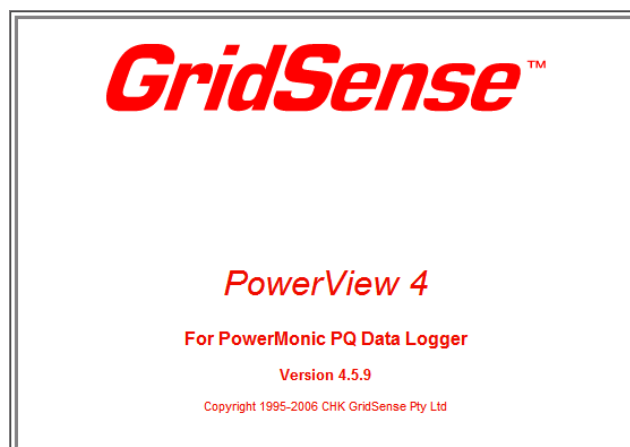 GridSense™
PowerView 4
For PowerMonic PQ Data Logger
Version 4.5.9
Copyright 1995-2006 CHK GridSense Pty Ltd